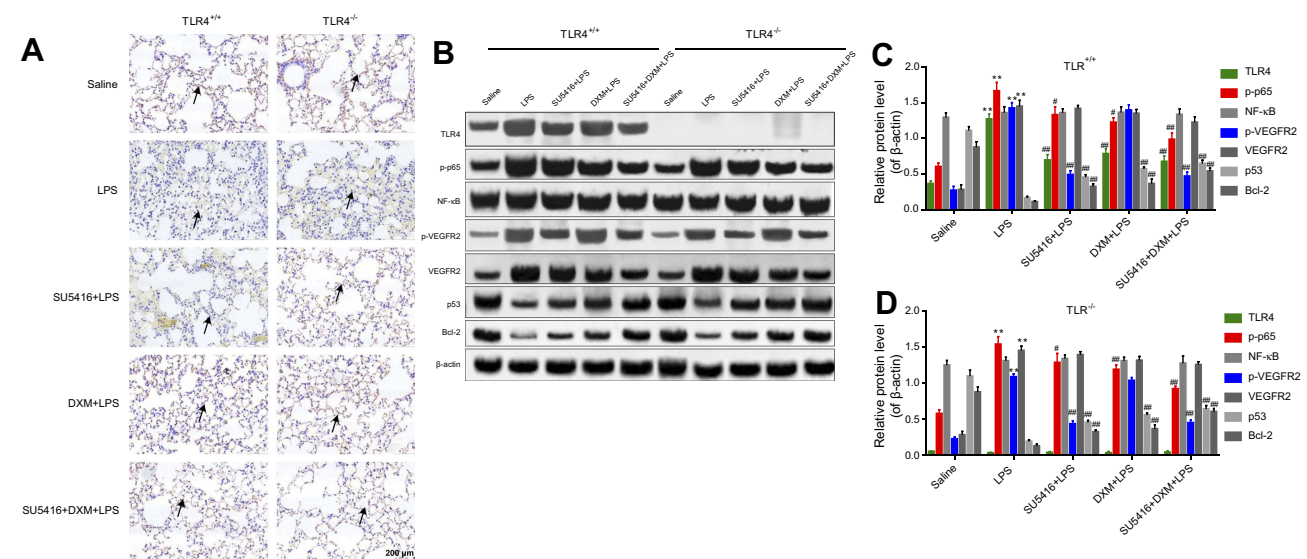 A
TLR4+/+
TLR4-/-
Saline
LPS
SU5416+LPS
DXM+LPS
SU5416+DXM+LPS
200 μm
B
TLR4+/+
TLR4-/-
Saline
LPS
SU5416+LPS
DXM+LPS
SU5416+DXM+LPS
Saline
LPS
SU5416+LPS
DXM+LPS
SU5416+DXM+LPS
TLR4
p-p65
NF-κB
p-VEGFR2
VEGFR2
p53
Bcl-2
β-actin
C
TLR+/+
Relative protein level
(of β-actin)
2.0
1.5
1.0
0.5
0.0
** ** ** **
# ## ## ## ##
# ## ## ##
## ## ## ## ##
Saline
LPS
SU5416+LPS
DXM+LPS
SU5416+DXM+LPS
TLR4
p-p65
NF-κB
p-VEGFR2
VEGFR2
p53
Bcl-2
D
TLR-/-
Relative protein level
(of β-actin)
2.0
1.5
1.0
0.5
0.0
** ** **
# ## ## ##
## ## ##
## ## ## ##
Saline
LPS
SU5416+LPS
DXM+LPS
SU5416+DXM+LPS
TLR4
p-p65
NF-κB
p-VEGFR2
VEGFR2
p53
Bcl-2